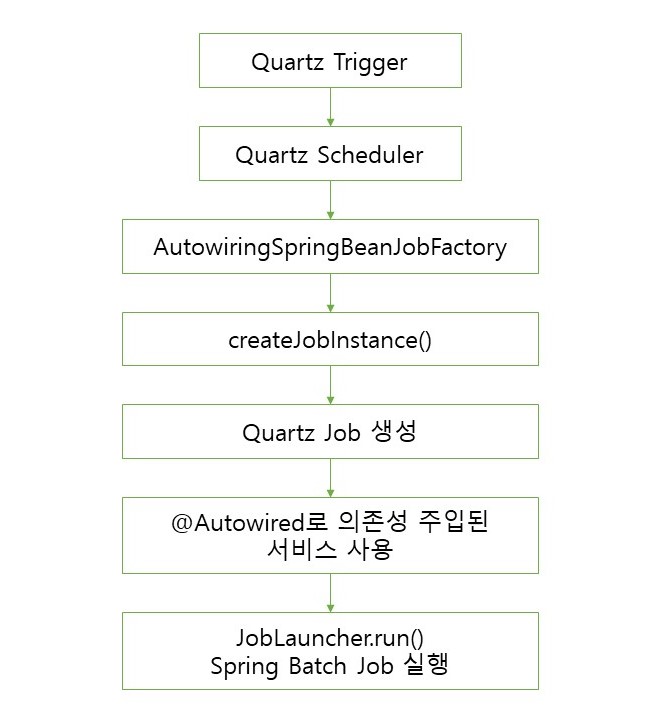 Quartz Trigger
Quartz Scheduler
AutowiringSpringBeanJobFactory
createJobInstance()
Quartz Job 생성
@Autowired로 의존성 주입된
서비스 사용
JobLauncher.run()
Spring Batch Job 실행